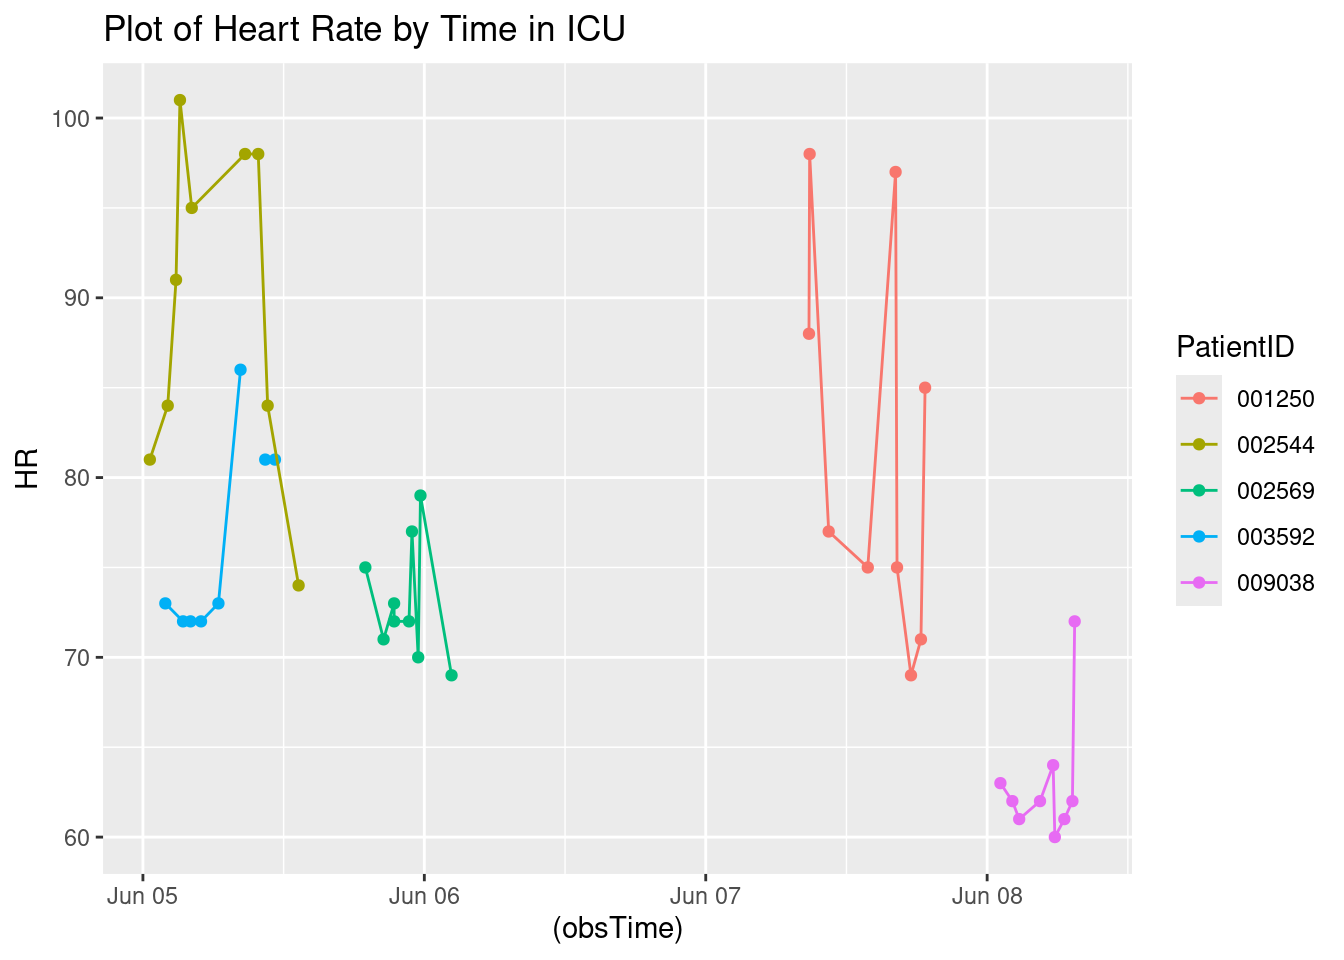 Plot of Heart Rate by Time in ICU
HR
100
90
80
70
60
Jun 05 Jun 06 Jun 07 Jun 08
(obsTime)
PatientID
001250
002544
002569
003592
009038